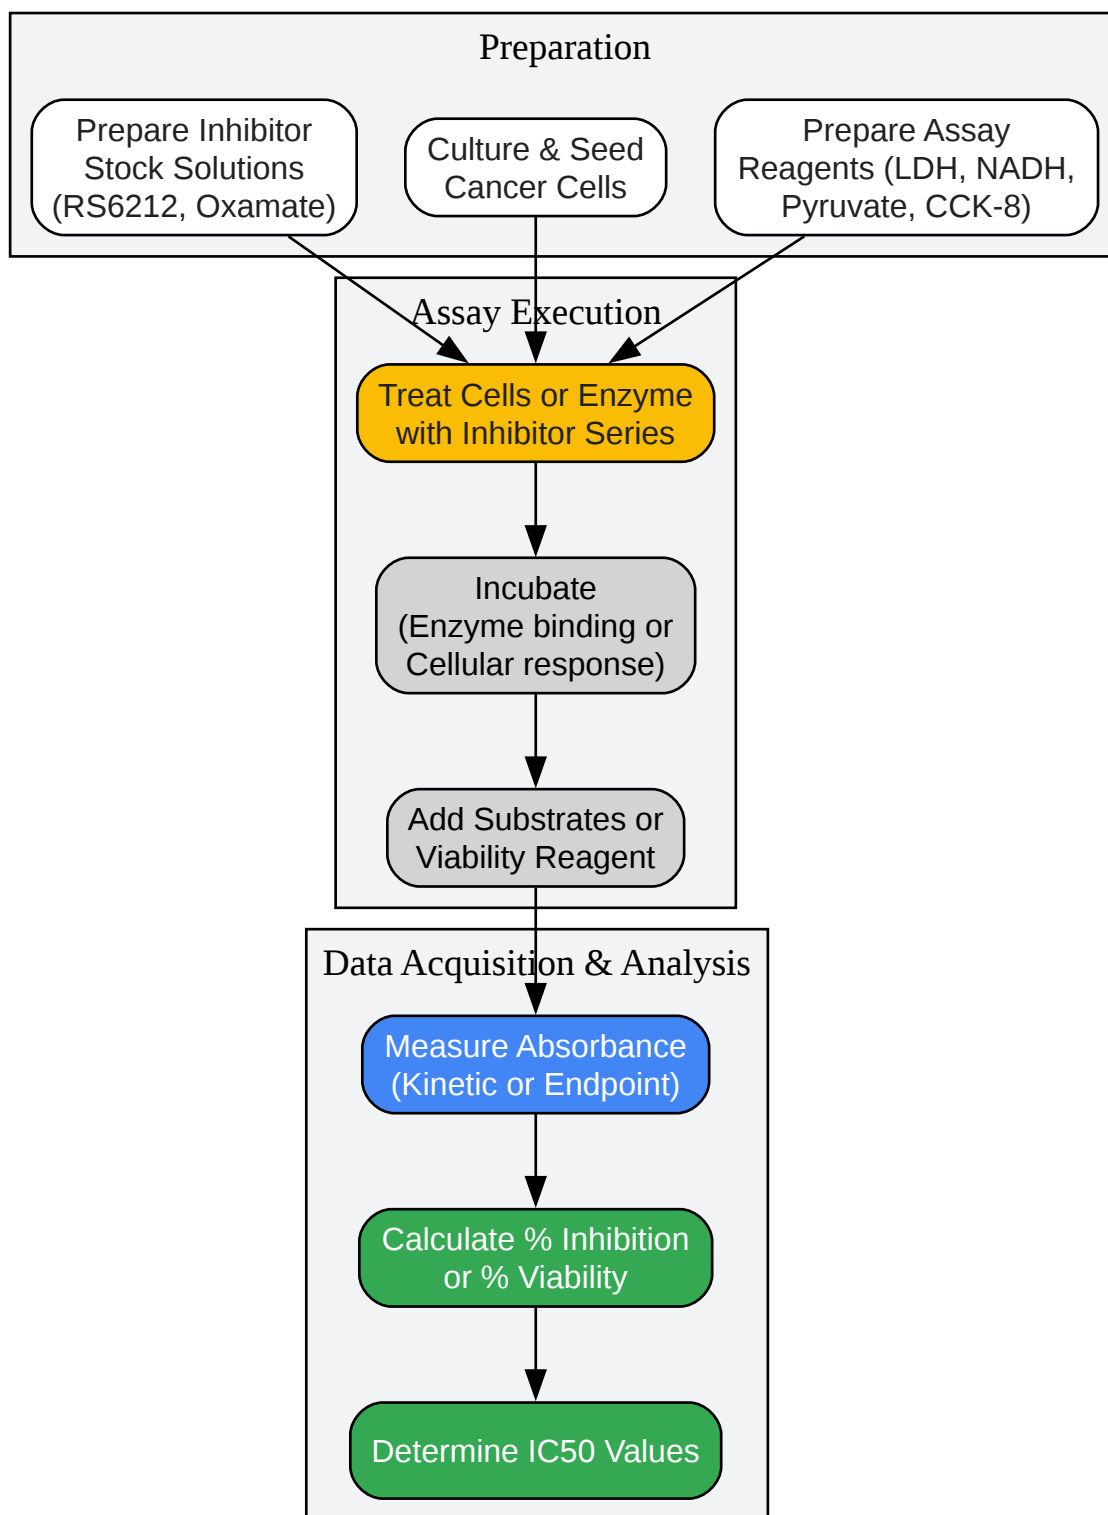 Preparation
Prepare Inhibitor
Stock Solutions
(RS6212, Oxamate)
Culture & Seed
Cancer Cells
Prepare Assay
Reagents (LDH, NADH,
Pyruvate, CCK-8)
Assay Execution
Treat Cells or Enzyme
with Inhibitor Series
Incubate
(Enzyme binding or
Cellular response)
Add Substrates or
Viability Reagent
Data Acquisition & Analysis
Measure Absorbance
(Kinetic or Endpoint)
Calculate % Inhibition
or % Viability
Determine IC50 Values